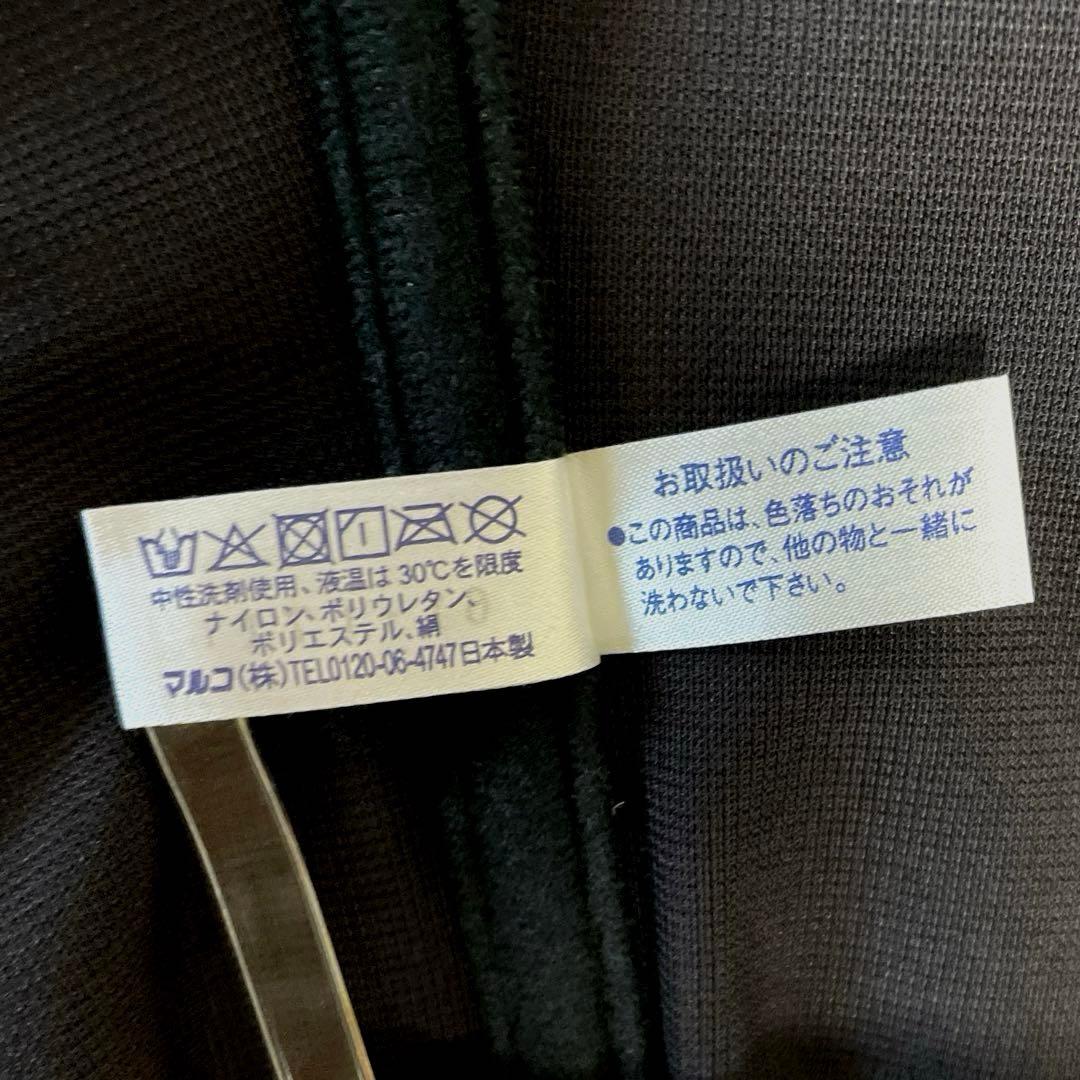 中性洗剤使用、液温は 30℃を限度
ナイロン、ポリウレタン、
ポリエステル、絹
マルコ(株)TEL0120-06-4747日本製
お取扱いのご注意
●この商品は、色落ちのおそれが
ありますので、他の物と一緒に
洗わないで下さい。